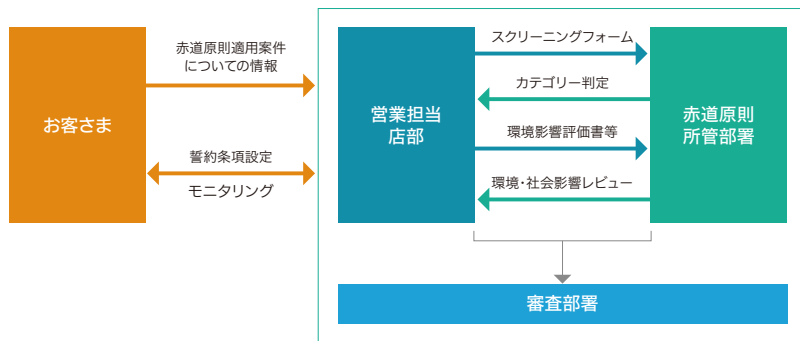 お客さま
赤道原則適用案件
についての情報
誓約条項設定
モニタリング
営業担当
店部
スクリーニングフォーム
カテゴリー判定
環境影響評価書等
環境・社会影響レビュー
赤道原則
所管部署
審査部署